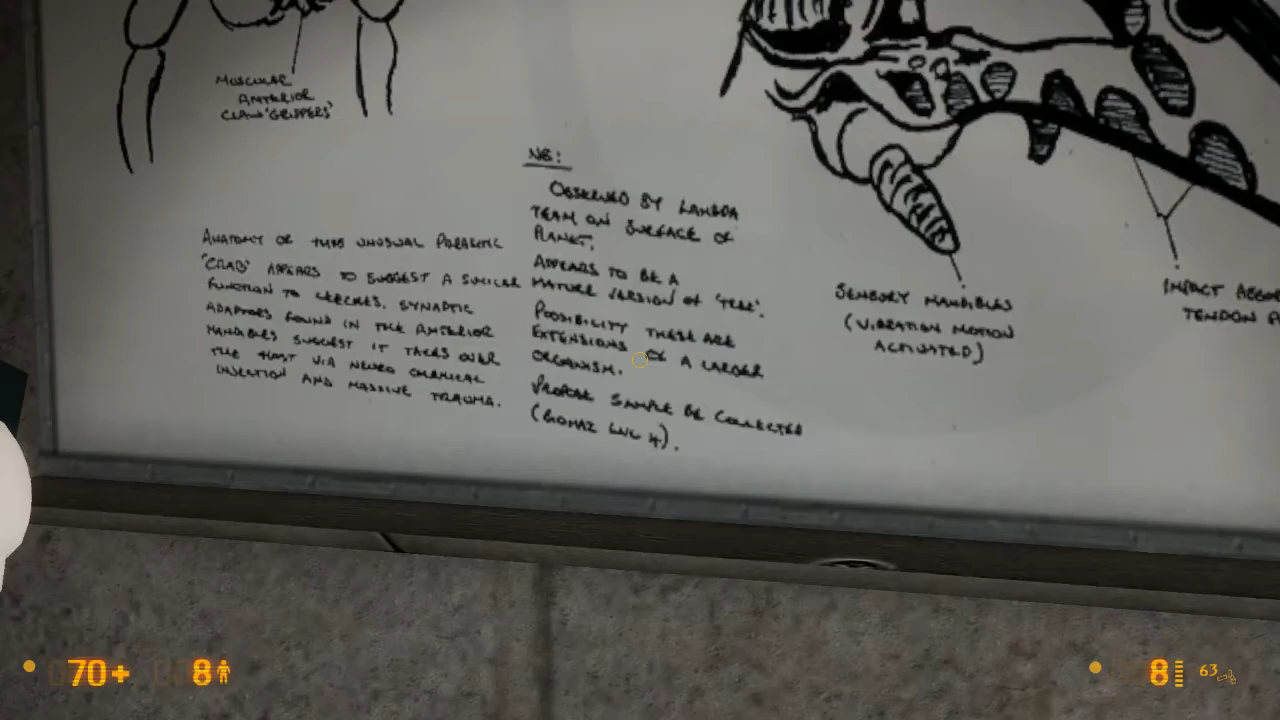 MUSCULAR
ANTERIOR
CLAW 'GRIPPERS'
ANATOMY OF THIS UNUSUAL PARASITIC
'CRAB' APPEARS TO SUGGEST A SIMILAR
FUNCTION TO LEECHES. SYNAPTIC
ADAPTORS FOUND IN THE ANTERIOR
MANDIBLES SUGGEST IT TAKES OVER
THE HOST VIA NEURO CHEMICAL
INJECTION AND MASSIVE TRAUMA.
NB:
OBSERVED BY LAMBDA
TEAM ON SURFACE OF
PLANET.
APPEARS TO BE A
MATURE VERSION OF 'TREE'.
POSSIBILITY THESE ARE
EXTENSIONS OF A LARGER
ORGANISM.
PROPOSE SAMPLE BE COLLECTED
(BIOHAZ LVL 4).
SENSORY MANDIBLES
(VIBRATION MOTION
ACTIVATED)
IMPACT
TENDON
70+
8
8
63